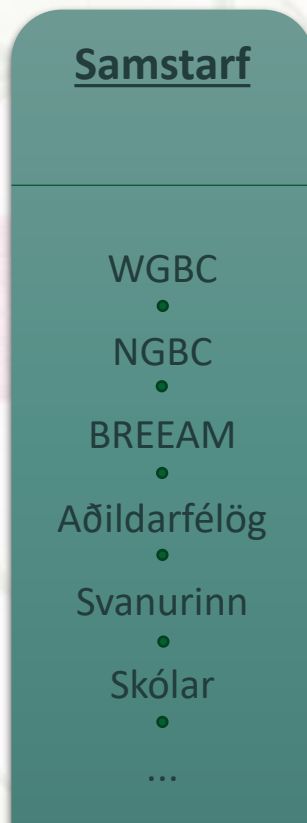 Samstarf
WGBC
NGBC
BREEAM
Aðildarfélög
Svanurinn
Skólar
...